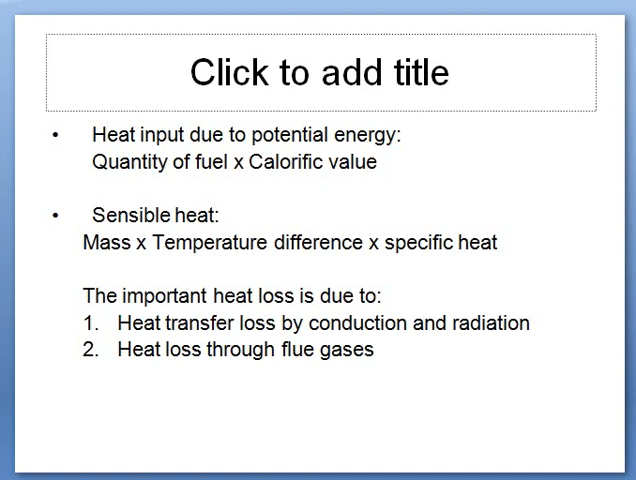 Click to add title
• Heat input due to potential energy:
Quantity of fuel x Calorific value
• Sensible heat:
Mass x Temperature difference x specific heat
The important heat loss is due to:
1. Heat transfer loss by conduction and radiation
2. Heat loss through flue gases